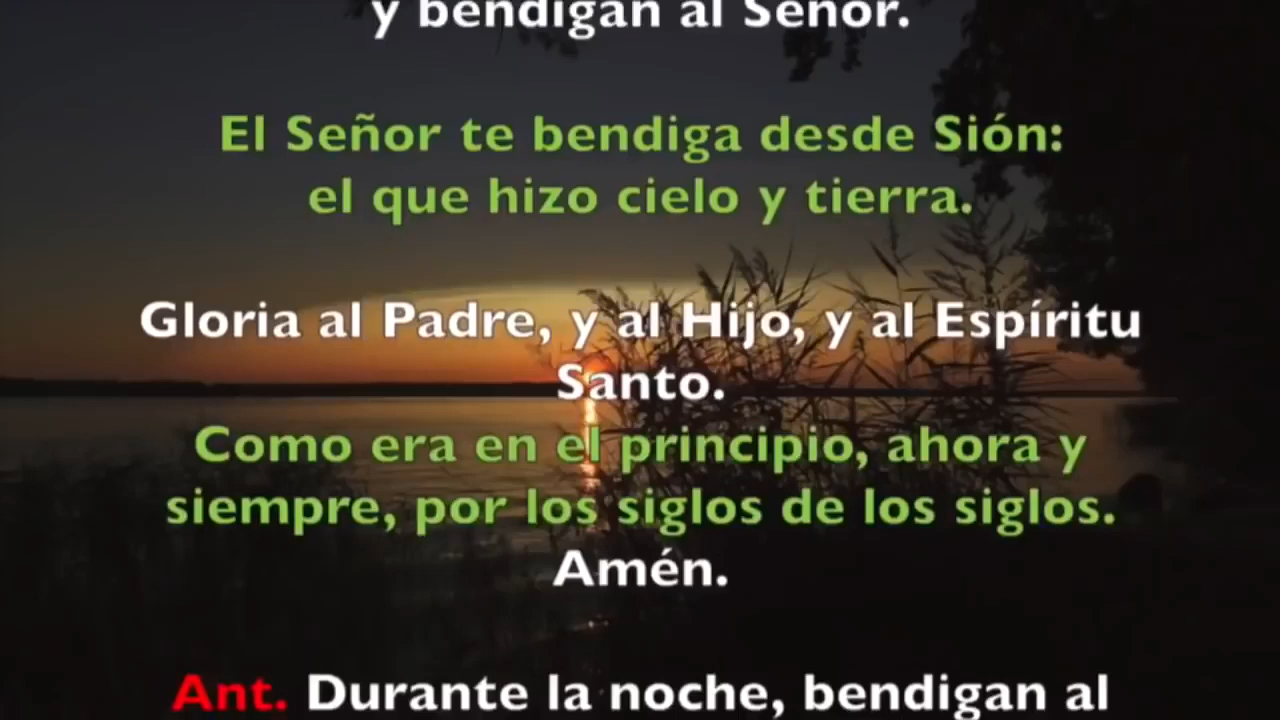 y bendigan al Señor.
El Señor te bendiga desde Sión:
el que hizo cielo y tierra.
Gloria al Padre, y al Hijo, y al Espíritu
Santo.
Como era en el principio, ahora y
siempre, por los siglos de los siglos.
Amén.
Ant. Durante la noche, bendigan al